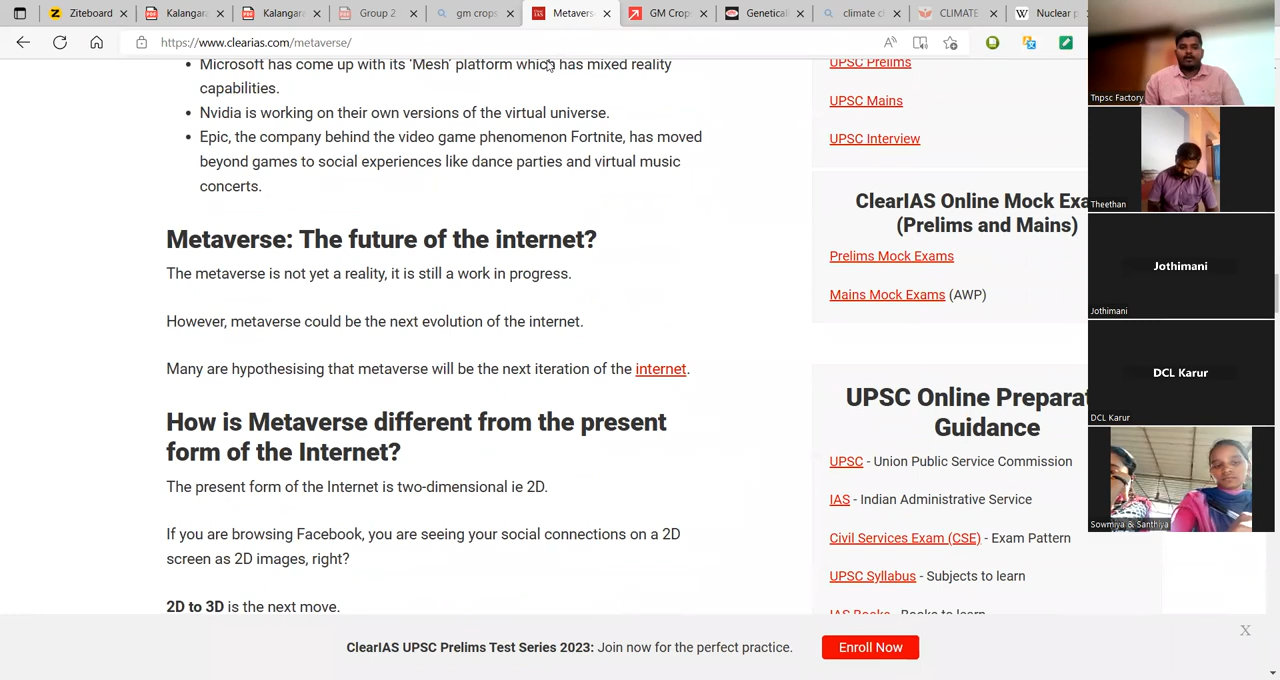 Ziteboard
Kalangar
Kalangar
Group 2
gm crops
Metavers
GM Crop
Genetical
climate c
CLIMATE
Nuclear p
https://www.clearias.com/metaverse/
Microsoft has come up with its 'Mesh' platform which has mixed reality
capabilities.
Nvidia is working on their own versions of the virtual universe.
Epic, the company behind the video game phenomenon Fortnite, has moved
beyond games to social experiences like dance parties and virtual music
concerts.
Metaverse: The future of the internet?
The metaverse is not yet a reality, it is still a work in progress.
However, metaverse could be the next evolution of the internet.
Many are hypothesising that metaverse will be the next iteration of the internet.
How is Metaverse different from the present
form of the Internet?
The present form of the Internet is two-dimensional ie 2D.
If you are browsing Facebook, you are seeing your social connections on a 2D
screen as 2D images, right?
2D to 3D is the next move.
UPSC Prelims
UPSC Mains
UPSC Interview
ClearIAS Online Mock Exa
(Prelims and Mains)
Prelims Mock Exams
Mains Mock Exams (AWP)
UPSC Online Preparat
Guidance
UPSC - Union Public Service Commission
IAS - Indian Administrative Service
Civil Services Exam (CSE) - Exam Pattern
UPSC Syllabus - Subjects to learn
IAS Books - Books to learn
ClearIAS UPSC Prelims Test Series 2023: Join now for the perfect practice.
Enroll Now
X
Tnpsc Factory
Theethan
Jothimani
Jothimani
DCL Karur
DCL Karur
Sowmiya & Santhiya